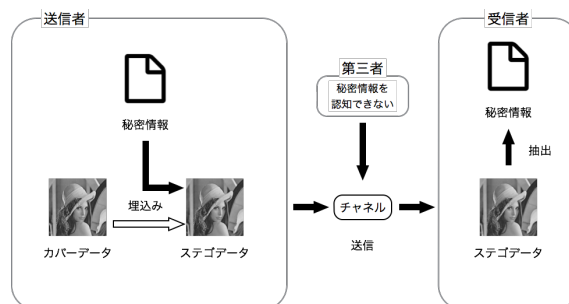 送信者
秘密情報
埋込み
カバーデータ
ステゴデータ
第三者
秘密情報を
認知できない
チャネル
送信
受信者
秘密情報
抽出
ステゴデータ